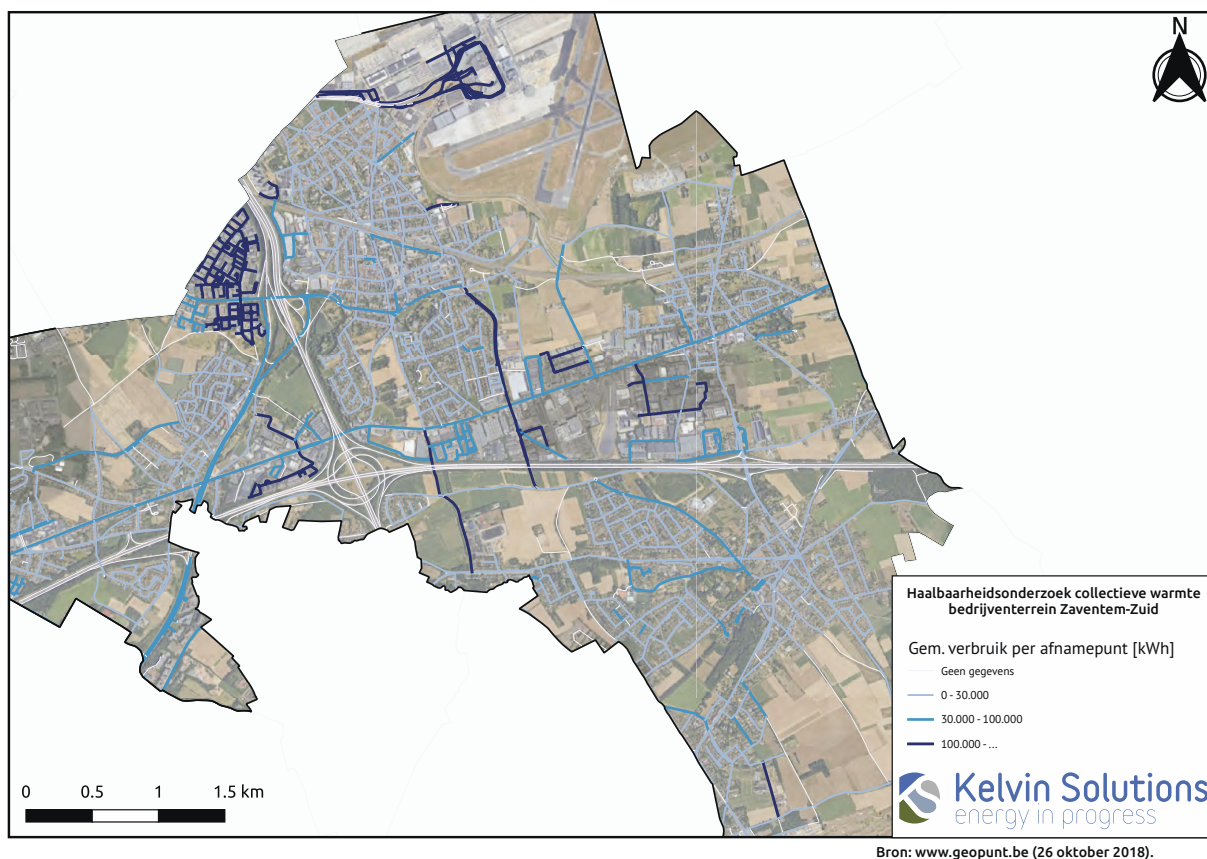 N
Haalbaarheidsonderzoek collectieve warmte
bedrijventerrein Zaventem-Zuid
Gem. verbruik per afnamepunt [kWh]
Geen gegevens
0 - 30.000
30.000 - 100.000
100.000 - ...
Kelvin Solutions
energy in progress
0 0.5 1 1.5 km
Bron: www.geopunt.be (26 oktober 2018).